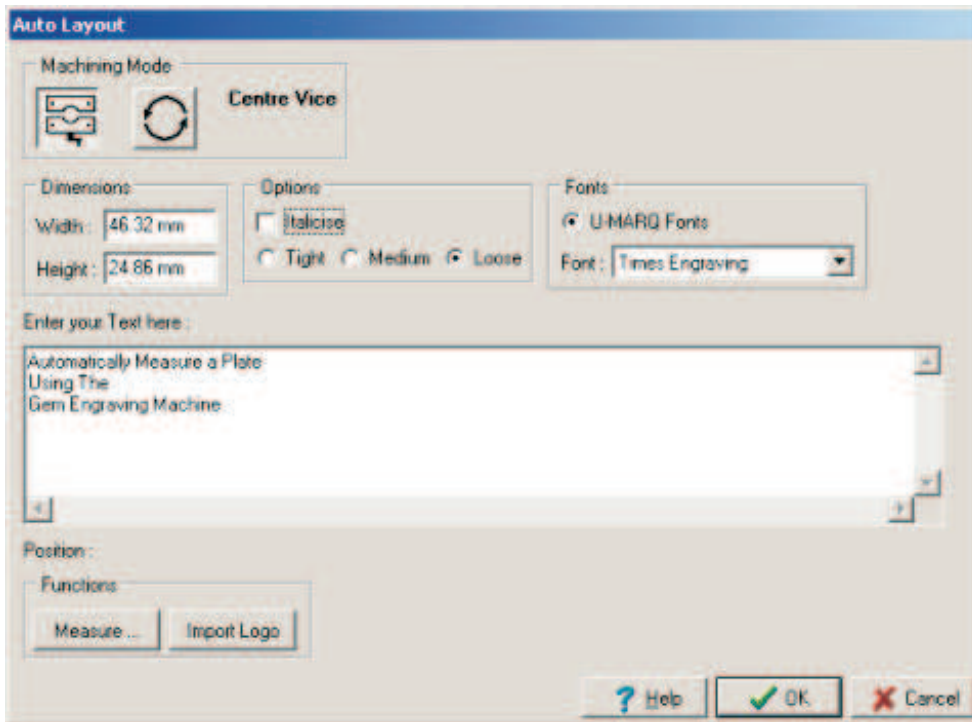 Auto Layout
Machining Mode
Centre Vice
Dimensions
Width : 46.32 mm
Height : 24.86 mm
Options
Italicise
Tight Medium Loose
Fonts
U-MARQ Fonts
Font : Times Engraving
Enter your Text here :
Automatically Measure a Plate
Using The
Gem Engraving Machine
Position :
Functions
Measure ... Import Logo
? Help OK Cancel